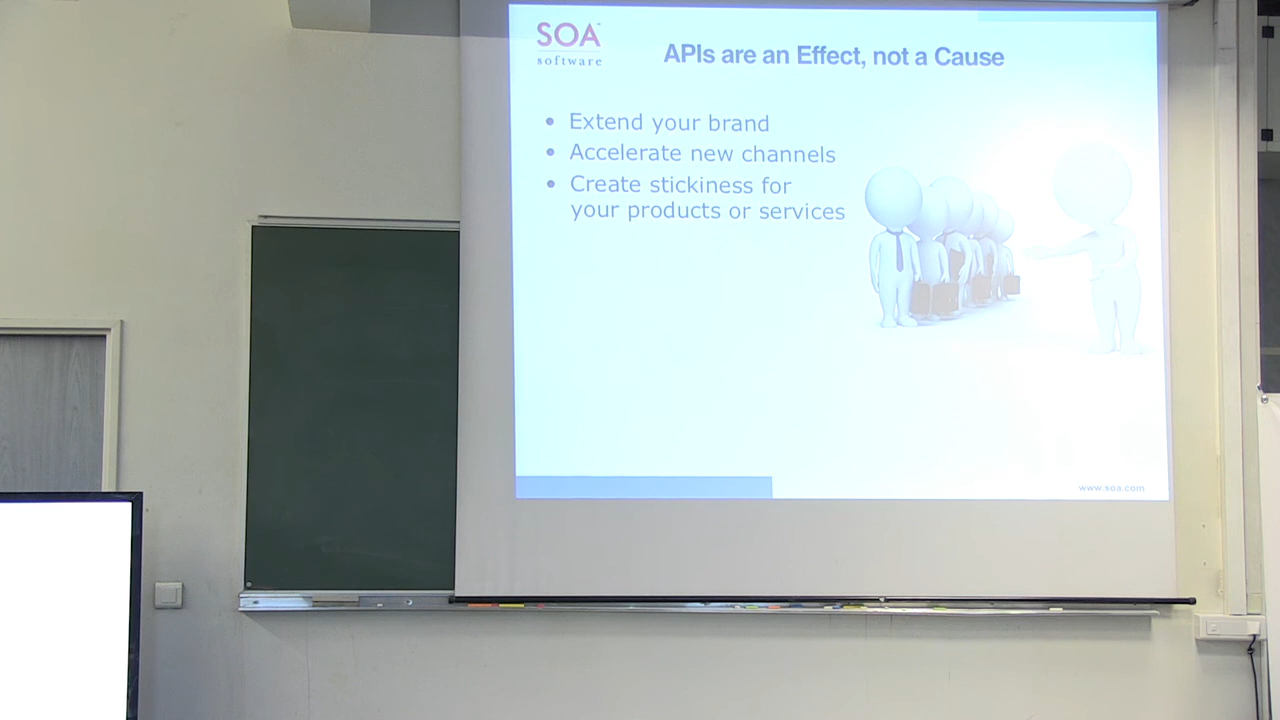 SOA
software
APIs are an Effect, not a Cause
• Extend your brand
• Accelerate new channels
• Create stickiness for
your products or services
www.soa.com